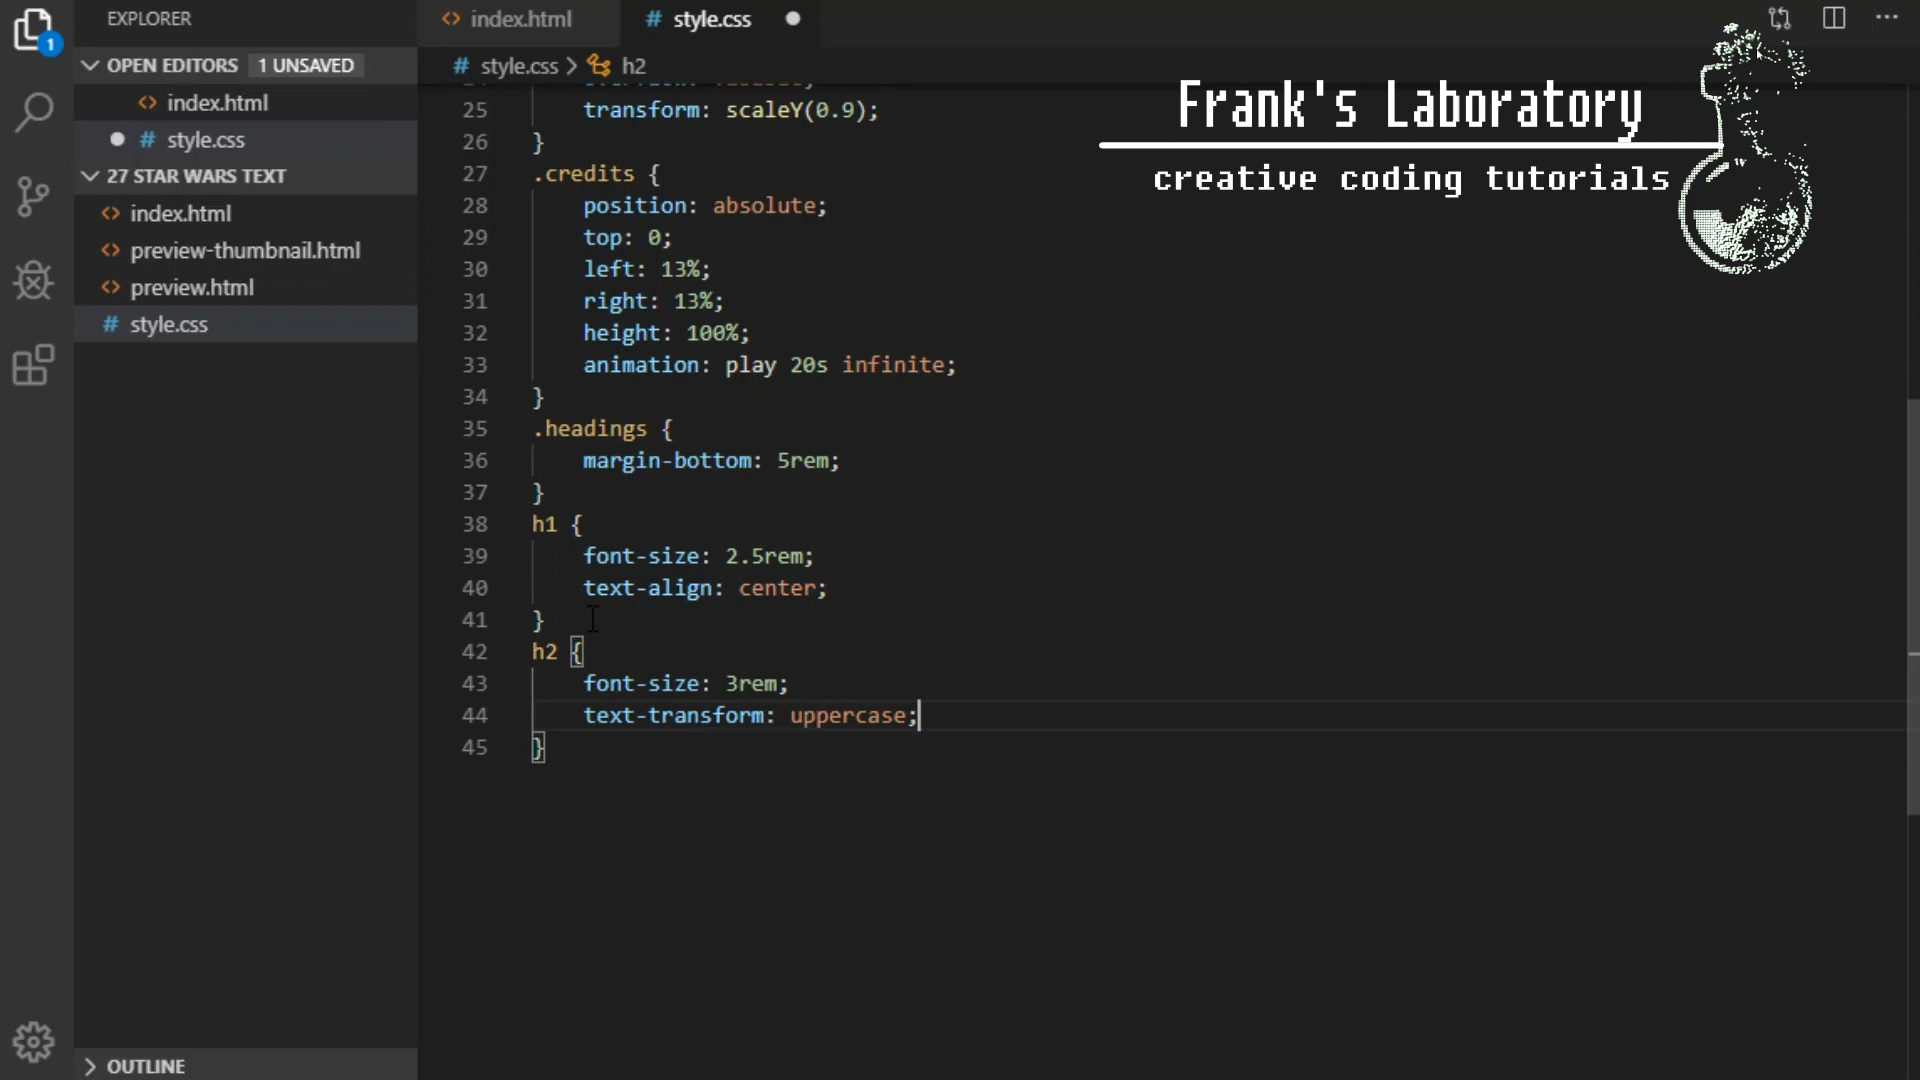 EXPLORER
OPEN EDITORS 1 UNSAVED
index.html
# style.css
27 STAR WARS TEXT
index.html
preview-thumbnail.html
preview.html
# style.css
OUTLINE
1
index.html
# style.css
# style.css > h2
25 transform: scaleY(0.9);
26 }
27 .credits {
28 position: absolute;
29 top: 0;
30 left: 13%;
31 right: 13%;
32 height: 100%;
33 animation: play 20s infinite;
34 }
35 .headings {
36 margin-bottom: 5rem;
37 }
38 h1 {
39 font-size: 2.5rem;
40 text-align: center;
41 }
42 h2 {
43 font-size: 3rem;
44 text-transform: uppercase;
45 }
Frank's Laboratory
creative coding tutorials